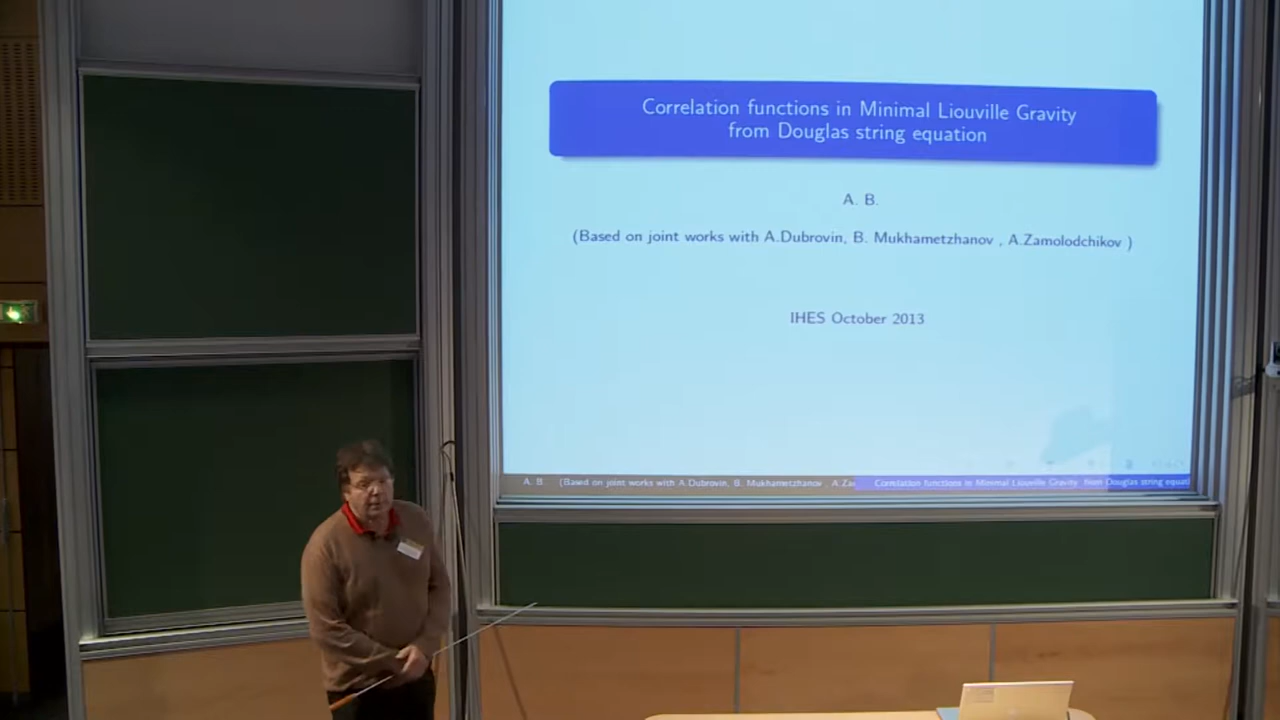 Correlation functions in Minimal Liouville Gravity
from Douglas string equation
A. B.
(Based on joint works with A.Dubrovin, B. Mukhametzhanov , A.Zamolodchikov )
IHES October 2013
A. B. (Based on joint works with A.Dubrovin, B. Mukhametzhanov , A.Za
Correlation functions in Minimal Liouville Gravity from Douglas string equati